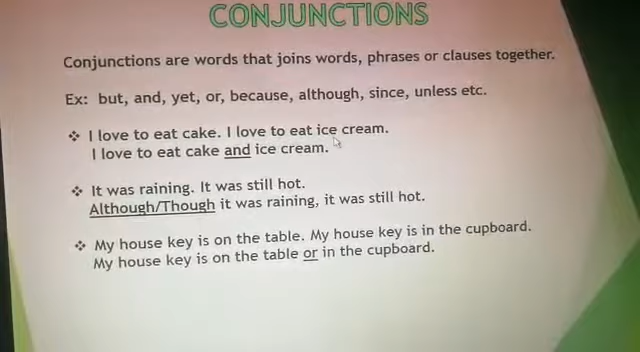 CONJUNCTIONS
Conjunctions are words that joins words, phrases or clauses together.
Ex: but, and, yet, or, because, although, since, unless etc.
❖ I love to eat cake. I love to eat ice cream.
I love to eat cake and ice cream.
❖ It was raining. It was still hot.
Although/Though it was raining, it was still hot.
❖ My house key is on the table. My house key is in the cupboard.
My house key is on the table or in the cupboard.